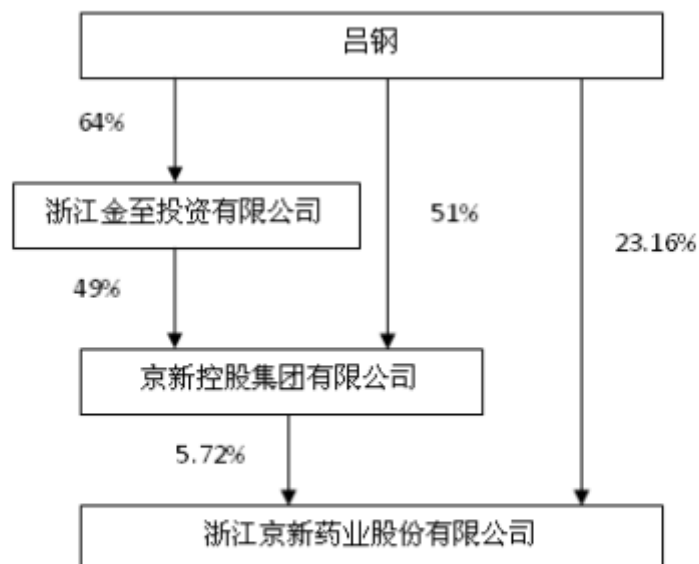 吕钢
64%
浙江金至投资有限公司
51%
23.16%
49%
京新控股集团有限公司
5.72%
浙江京新药业股份有限公司